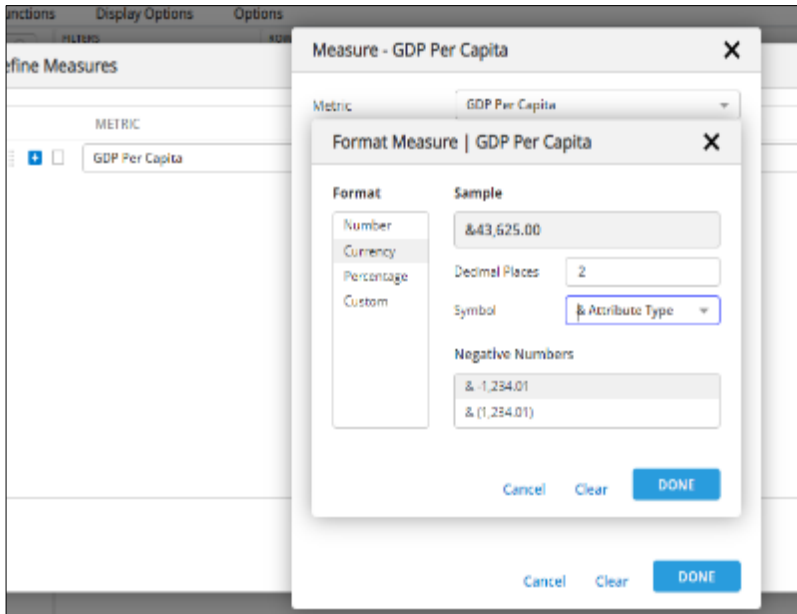 unctions Display Options Options
FILTERS
efine Measures
METRIC
GDP Per Capita
Measure - GDP Per Capita
Metric GDP Per Capita
Format Measure | GDP Per Capita
Format Sample
Number
Currency
Percentage
Custom
&43,625.00
Decimal Places 2
Symbol & Attribute Type
Negative Numbers
& -1,234.01
& (1,234.01)
Cancel Clear DONE
Cancel Clear DONE